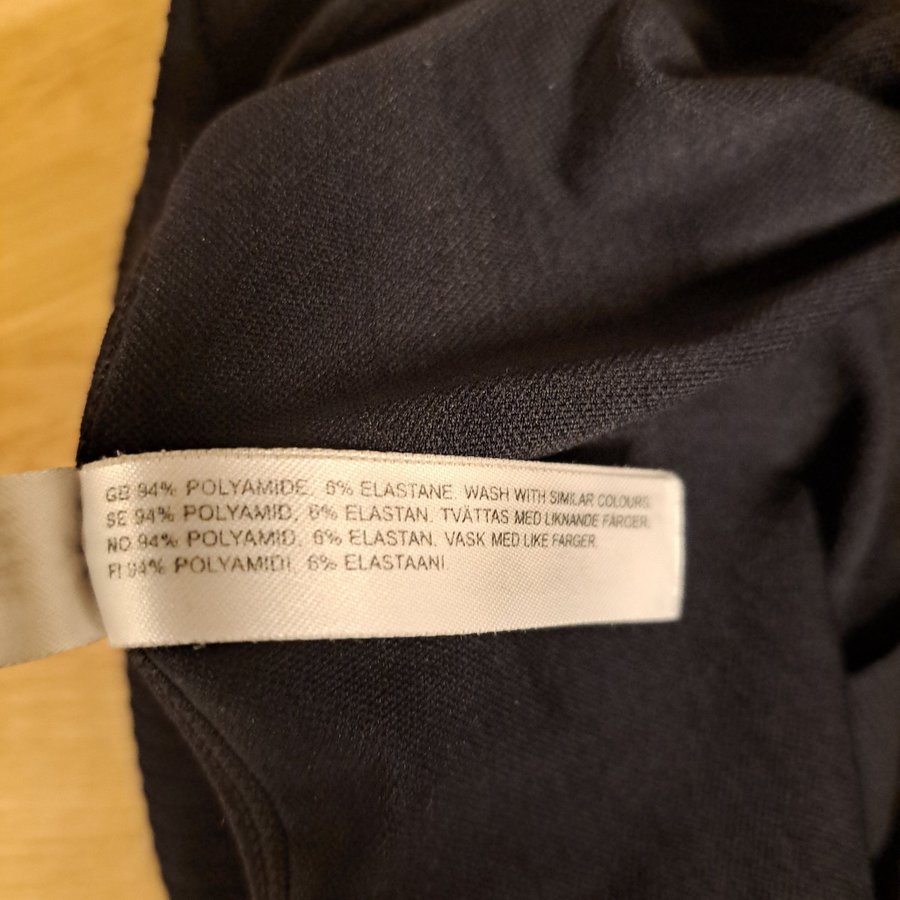 GB 94% POLYAMIDE, 6% ELASTANE. WASH WITH SIMILAR COLOURS.
SE 94% POLYAMID, 6% ELASTAN. TVÄTTAS MED LIKNANDE FÄRGER.
NO 94% POLYAMID, 6% ELASTAN. VASK MED LIKE FARGER.
FI 94% POLYAMIDI, 6% ELASTAANI.